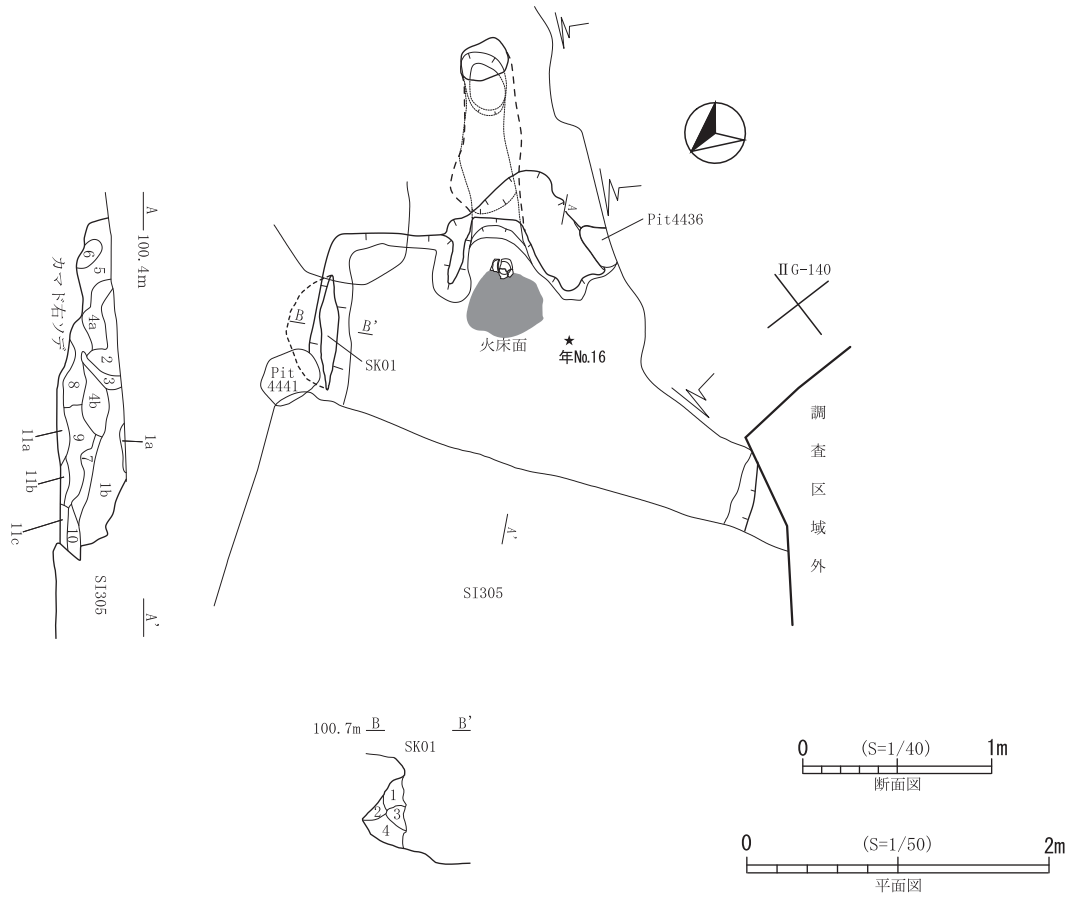 A
100.4m
カマド右ソデ
6
5
4a
2
3
8
4b
11a
9
7
1a
11b
1b
11c
10
SI305
A'
A
Pit4436
ⅡG-140
B
B'
SK01
Pit
4441
火床面
★
年№16
調査区域外
A'
SI305
100.7m B B'
SK01
1
2
3
4
0 (S=1/40) 1m
断面図
0 (S=1/50) 2m
平面図